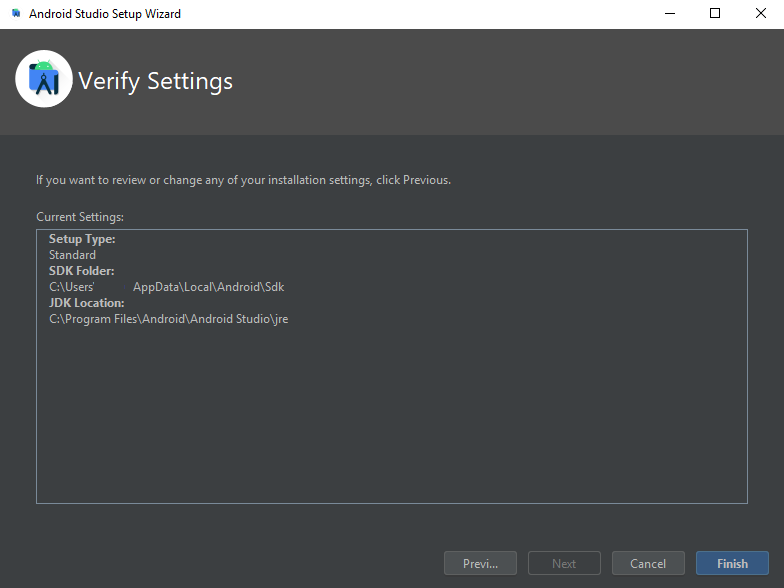 Android Studio Setup Wizard
Verify Settings
If you want to review or change any of your installation settings, click Previous.
Current Settings:
Setup Type:
Standard
SDK Folder:
C:\Users' AppData\Local\Android\Sdk
JDK Location:
C:\Program Files\Android\Android Studio\jre
Previ... Next Cancel Finish